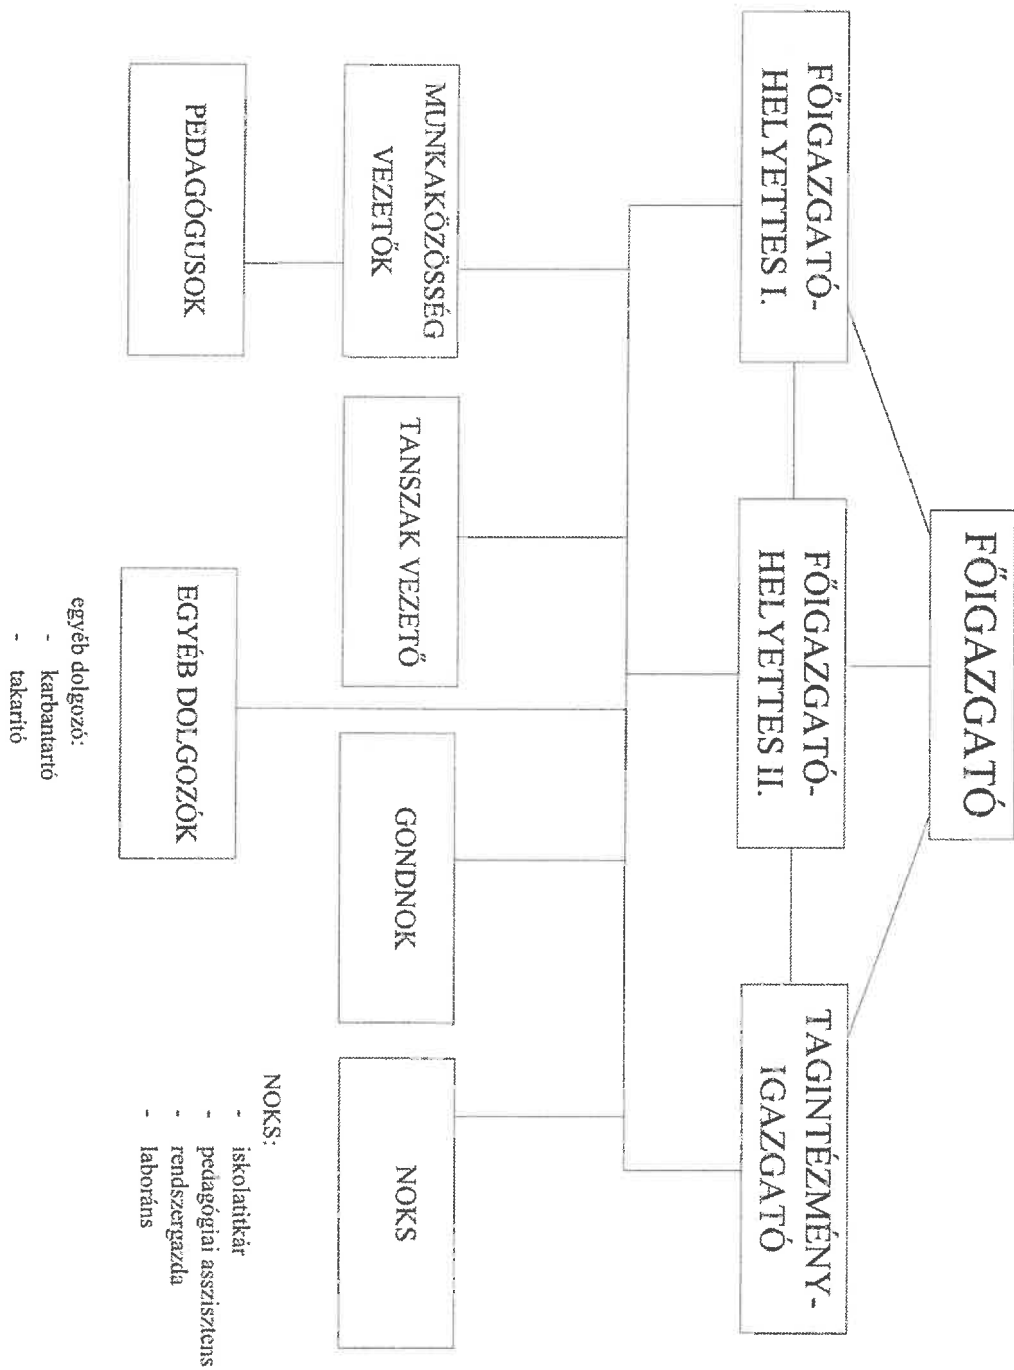 FŐIGAZGATÓ
FŐIGAZGATÓ-
HELYETTES I.
FŐIGAZGATÓ-
HELYETTES II.
TAGINTÉZMÉNY-
IGAZGATÓ
MUNKAKÖZÖSSÉG
VEZETŐK
TANSZAK VEZETŐ
GONDNOK
NOKS
PEDAGÓGUSOK
EGYÉB DOLGOZÓK
NOKS:
- iskolatitkár
- pedagógiai asszisztens
- rendszergazda
- laboráns
egyéb dolgozó:
- karbantartó
- takarító